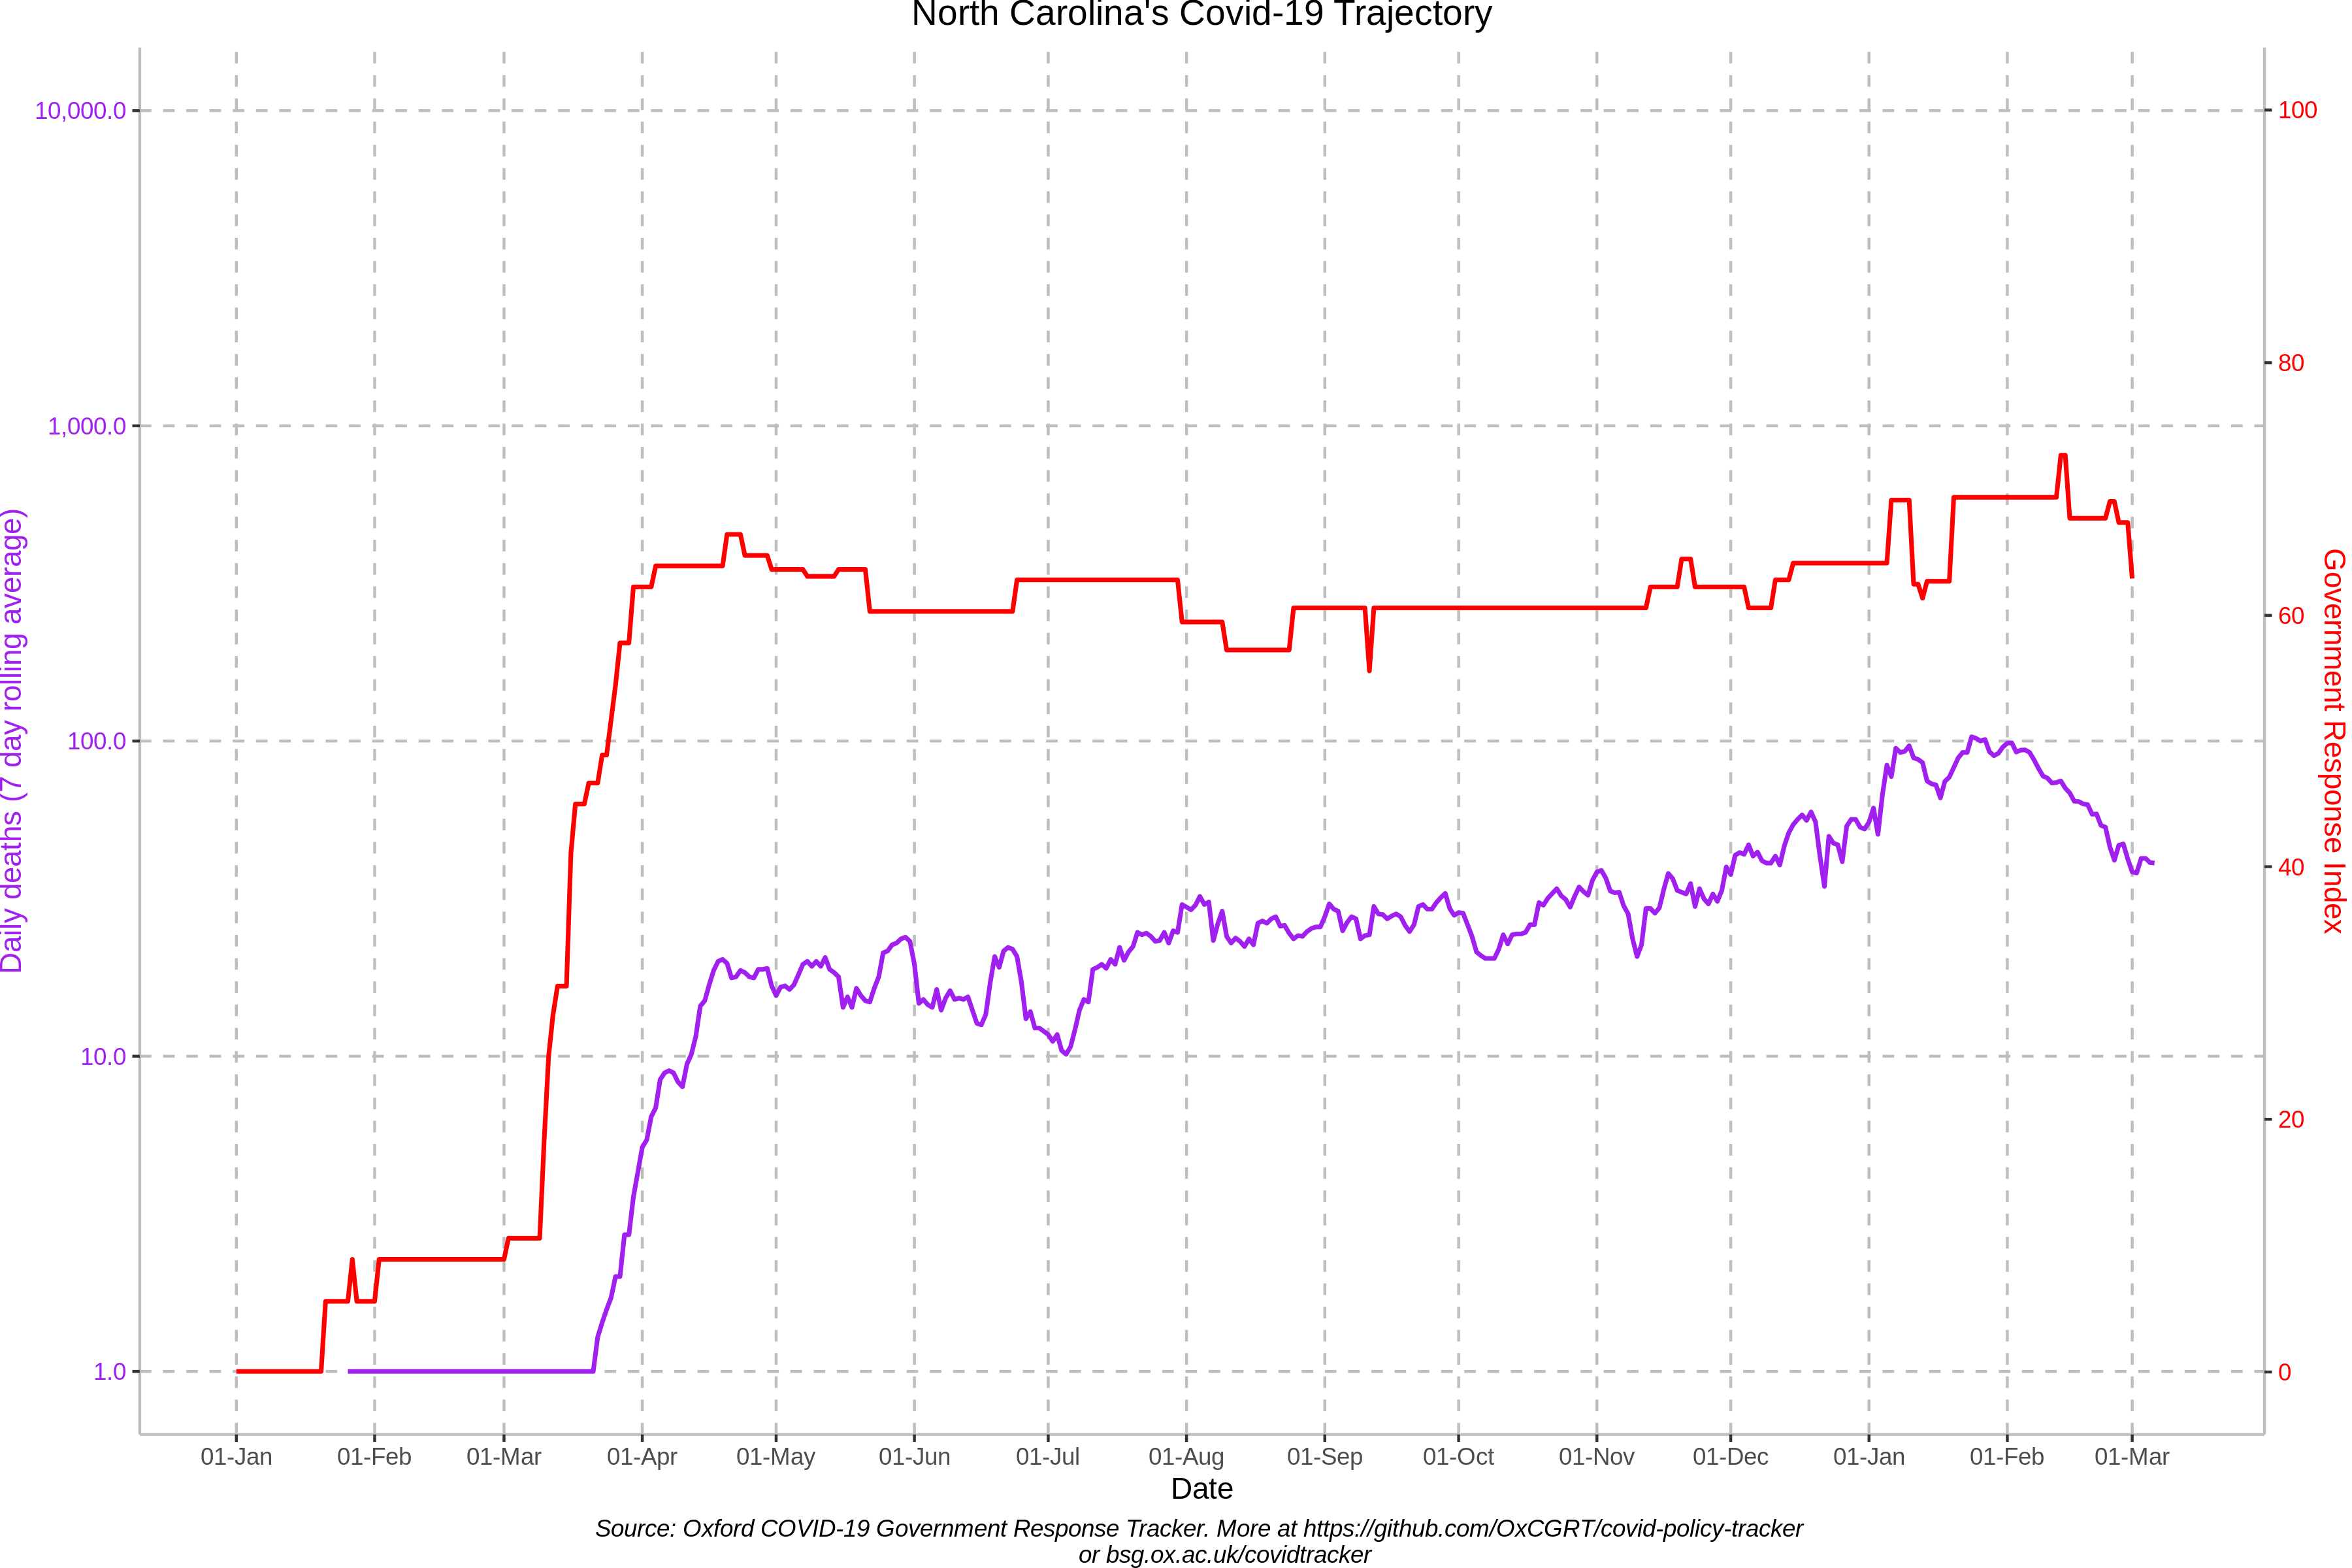 North Carolina's Covid-19 Trajectory
10,000.0
1,000.0
100.0
10.0
1.0
Daily deaths (7 day rolling average)
100
80
60
40
20
0
Government Response Index
01-Jan 01-Feb 01-Mar 01-Apr 01-May 01-Jun 01-Jul 01-Aug 01-Sep 01-Oct 01-Nov 01-Dec 01-Jan 01-Feb 01-Mar
Date
Source: Oxford COVID-19 Government Response Tracker. More at https://github.com/OxCGRT/covid-policy-tracker
or bsg.ox.ac.uk/covidtracker